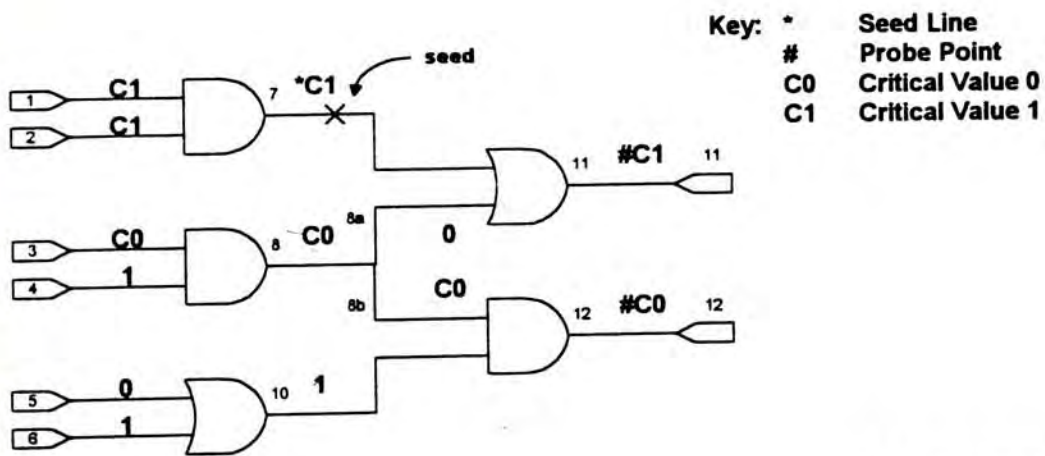 Key: * Seed Line
# Probe Point
C0 Critical Value 0
C1 Critical Value 1
seed
*C1
1 C1 7
2 C1
#C1 11
11
3 C0 8 C0 8a 0
4 1
C0
8b
#C0 12
12
5 0 10 1
6 1